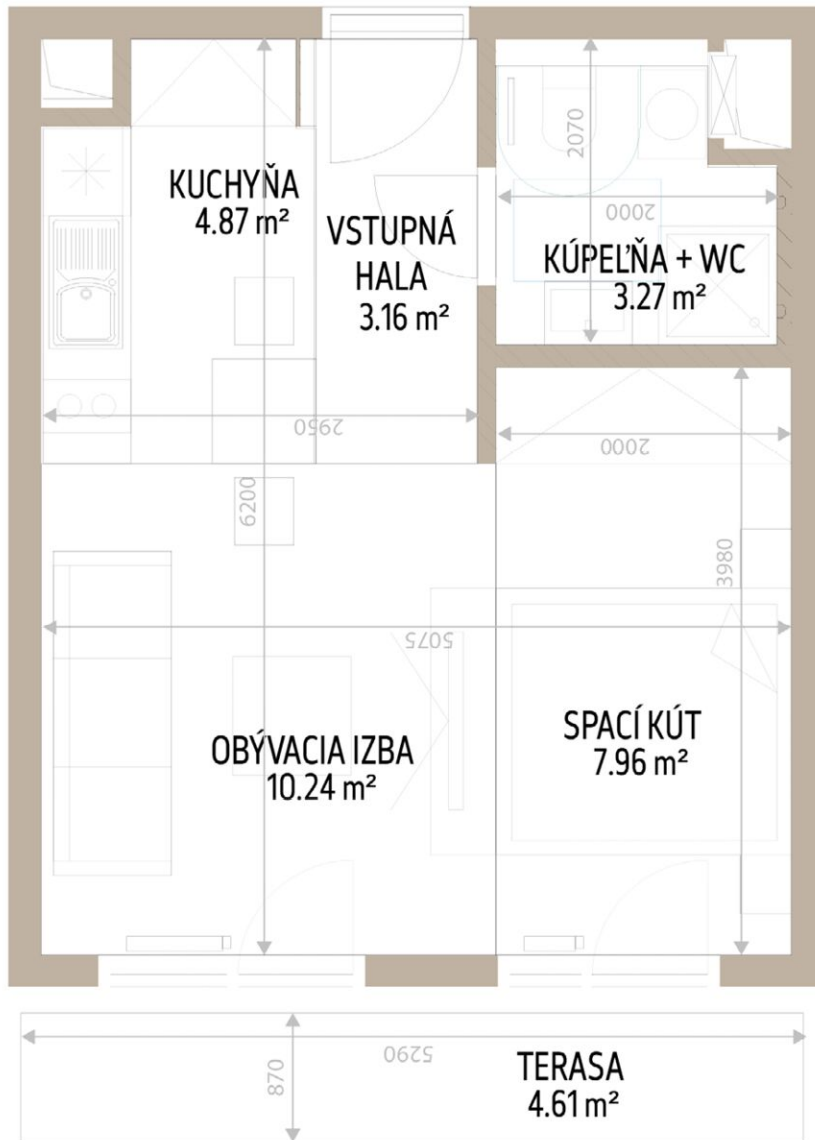 KUCHYŇA
4.87 m²
VSTUPNÁ
HALA
3.16 m²
2070
2000
KÚPEĽŇA + WC
3.27 m²
2950
2000
6200
3980
5075
OBÝVACIA IZBA
10.24 m²
SPACÍ KÚT
7.96 m²
5290
870
TERASA
4.61 m²